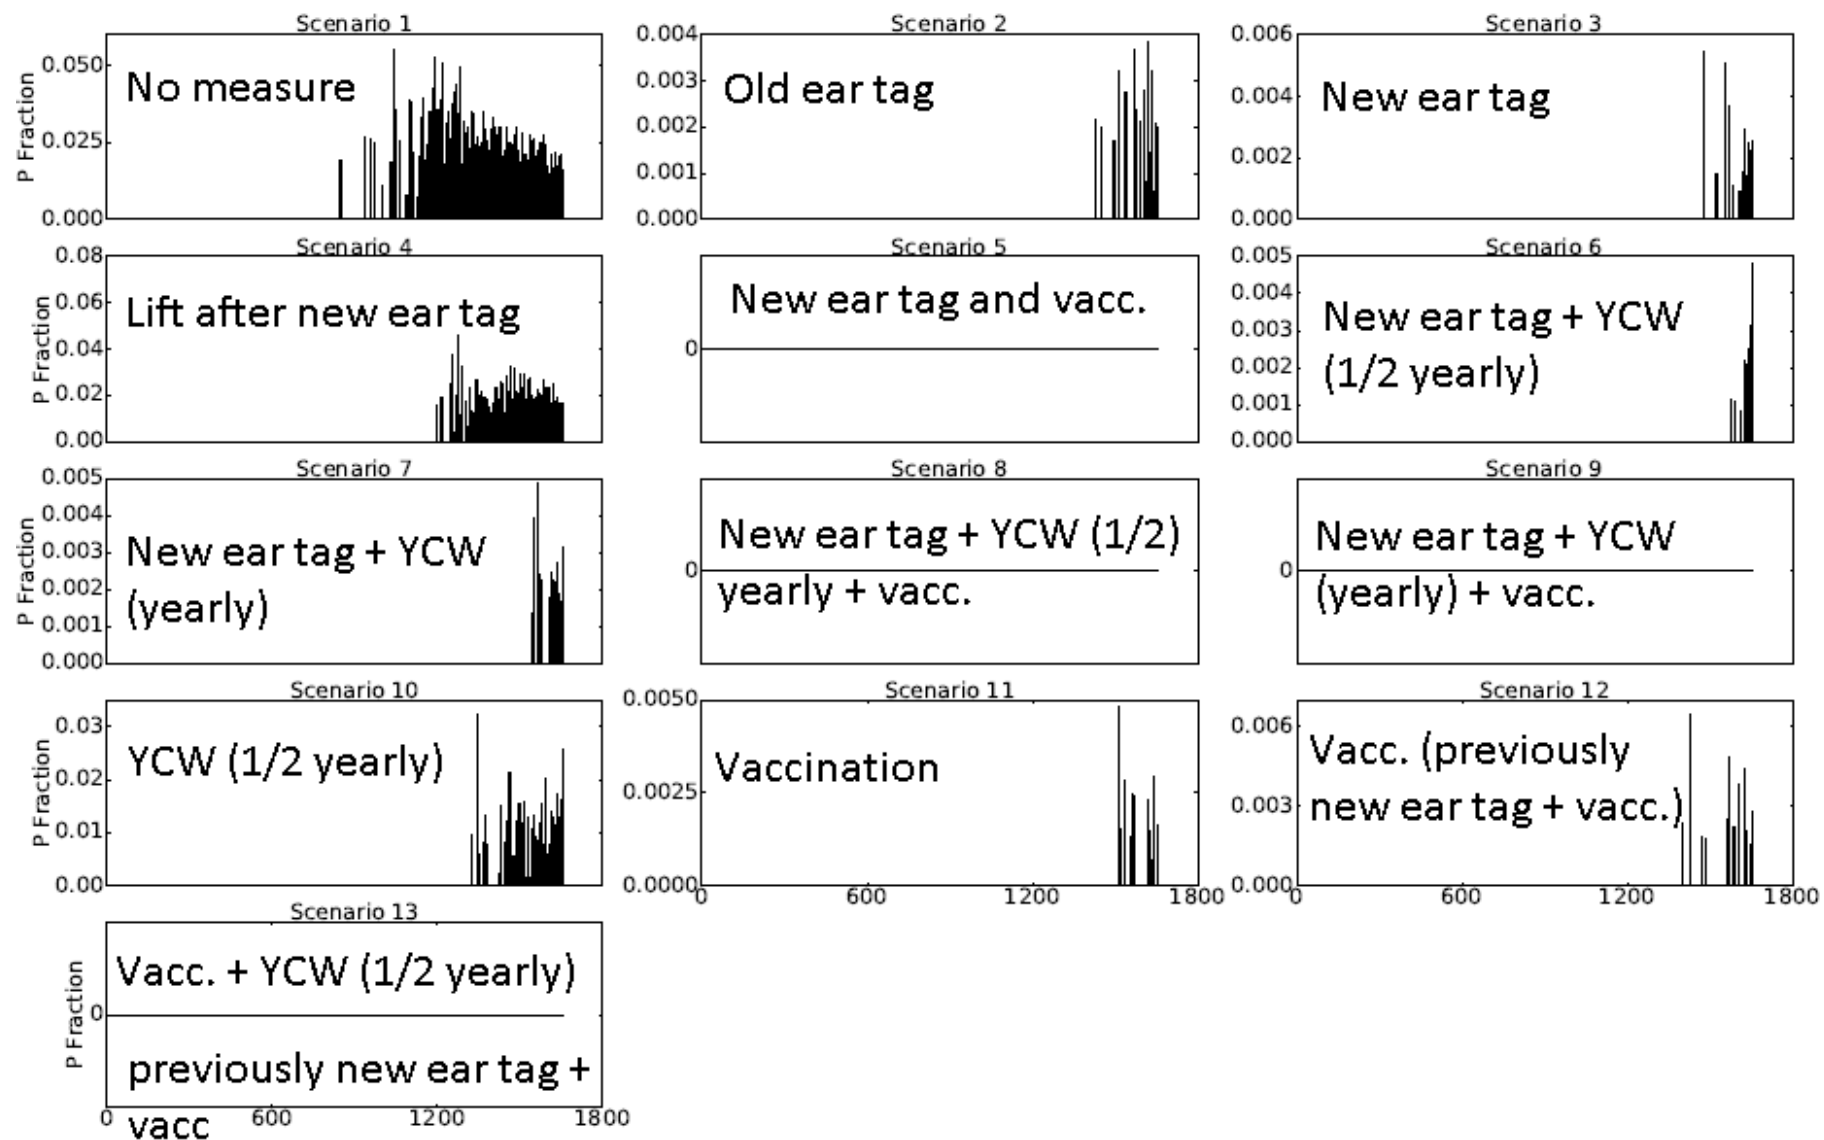 Scenario 1
Scenario 2
Scenario 3
P Fraction
0.050
0.025
0.000
No measure
0.004
0.003
0.002
0.001
0.000
Old ear tag
0.006
0.004
0.002
0.000
New ear tag
Scenario 4
Scenario 5
Scenario 6
P Fraction
0.08
0.06
0.04
0.02
0.00
Lift after new ear tag
0
New ear tag and vacc.
0.005
0.004
0.003
0.002
0.001
0.000
New ear tag + YCW
(1/2 yearly)
Scenario 7
Scenario 8
Scenario 9
P Fraction
0.005
0.004
0.003
0.002
0.001
0.000
New ear tag + YCW
(yearly)
0
New ear tag + YCW (1/2)
yearly + vacc.
0
New ear tag + YCW
(yearly) + vacc.
Scenario 10
Scenario 11
Scenario 12
P Fraction
0.03
0.02
0.01
0.00
YCW (1/2 yearly)
0.0050
0.0025
0.0000
Vaccination
0 600 1200 1800
0.006
0.003
0.000
Vacc. (previously
new ear tag + vacc.)
0 600 1200 1800
Scenario 13
P Fraction
0
Vacc. + YCW (1/2 yearly)
previously new ear tag +
vacc
0 600 1200 1800